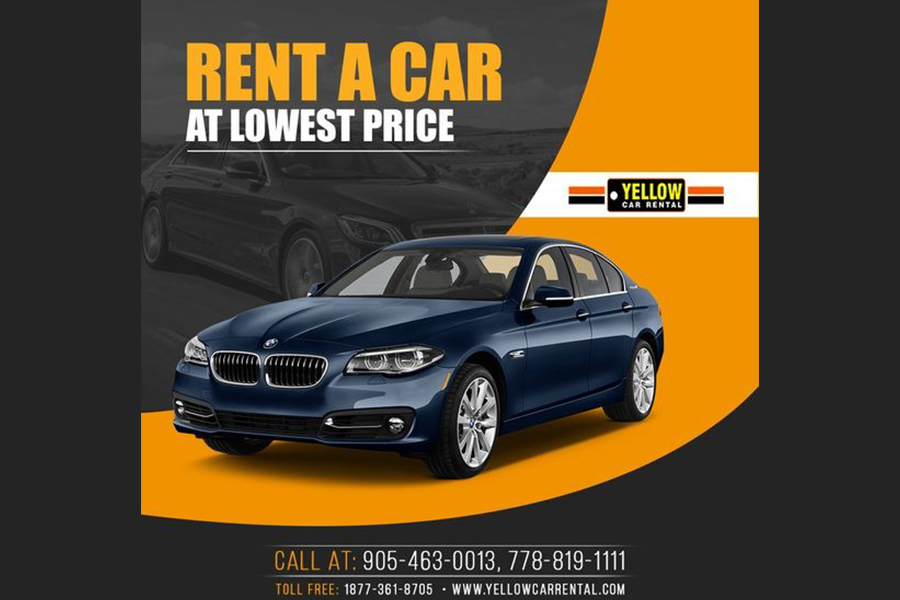 RENT A CAR
AT LOWEST PRICE
YELLOW
CAR RENTAL
CALL AT: 905-463-0013, 778-819-1111
TOLL FREE: 1877-361-8705 • WWW.YELLOWCARRENTAL.COM